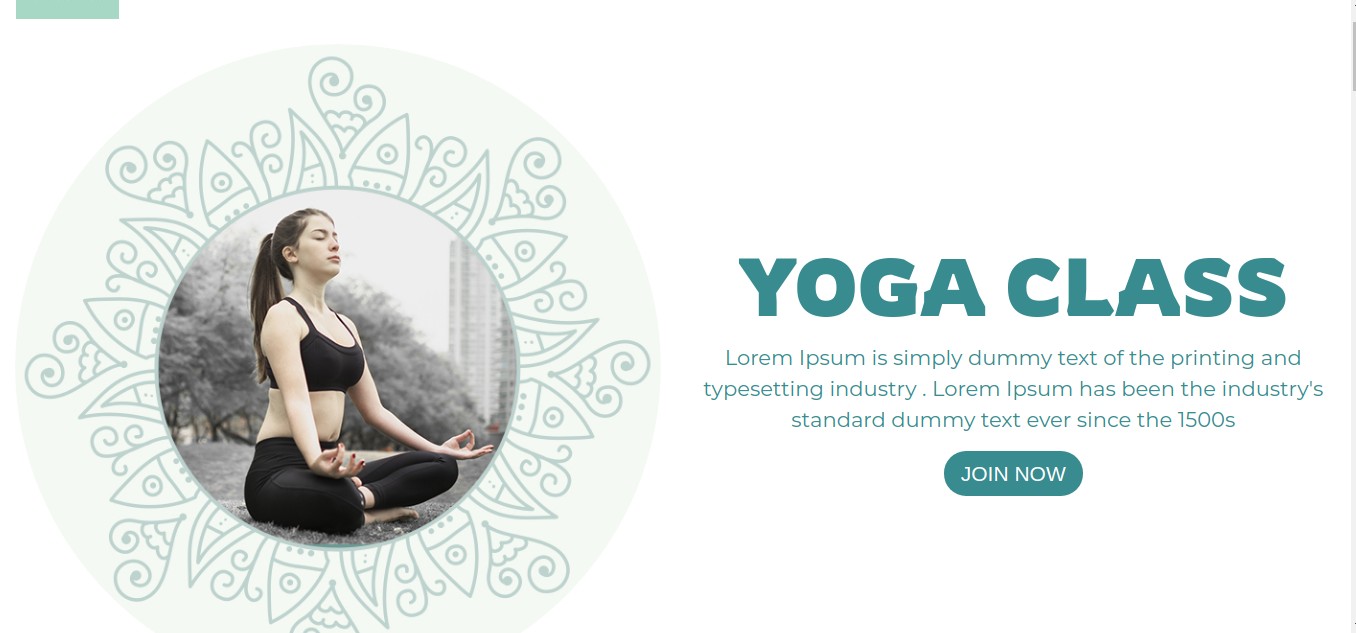 YOGA CLASS
Lorem Ipsum is simply dummy text of the printing and
typesetting industry . Lorem Ipsum has been the industry's
standard dummy text ever since the 1500s
JOIN NOW